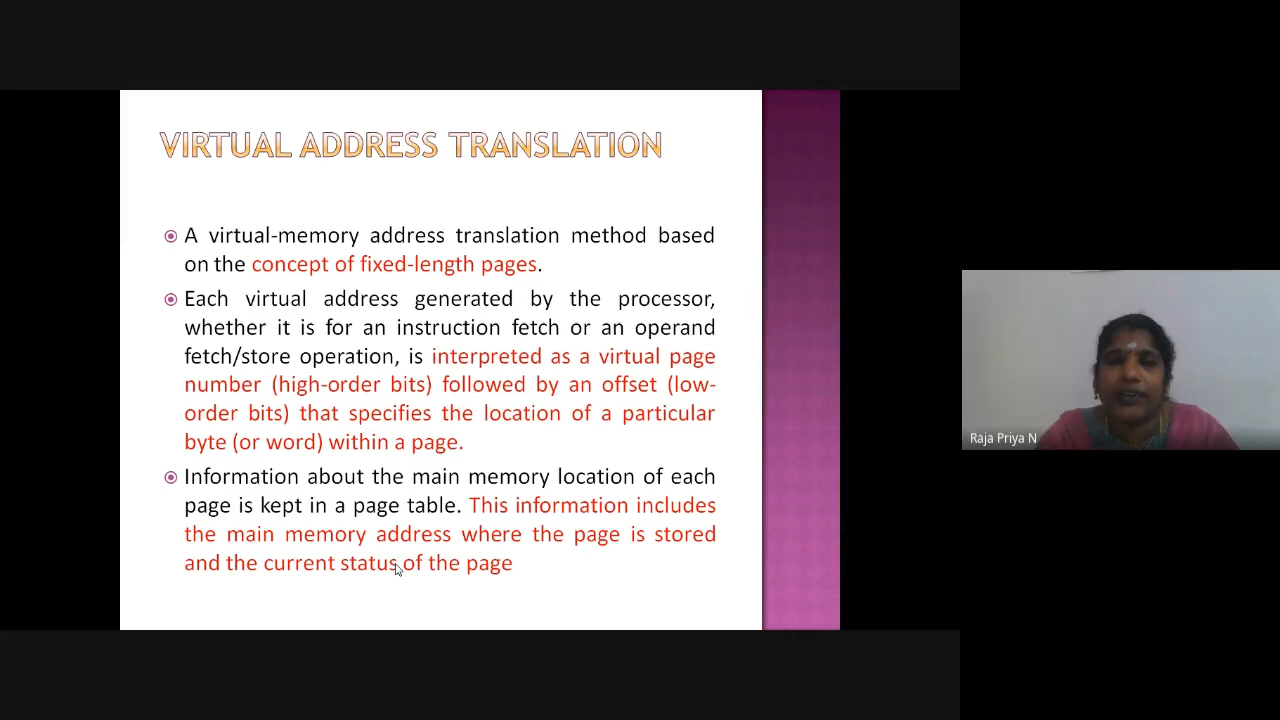 VIRTUAL ADDRESS TRANSLATION
A virtual-memory address translation method based
on the concept of fixed-length pages.
Each virtual address generated by the processor,
whether it is for an instruction fetch or an operand
fetch/store operation, is interpreted as a virtual page
number (high-order bits) followed by an offset (low-
order bits) that specifies the location of a particular
byte (or word) within a page.
Information about the main memory location of each
page is kept in a page table. This information includes
the main memory address where the page is stored
and the current status of the page
Raja Priya N